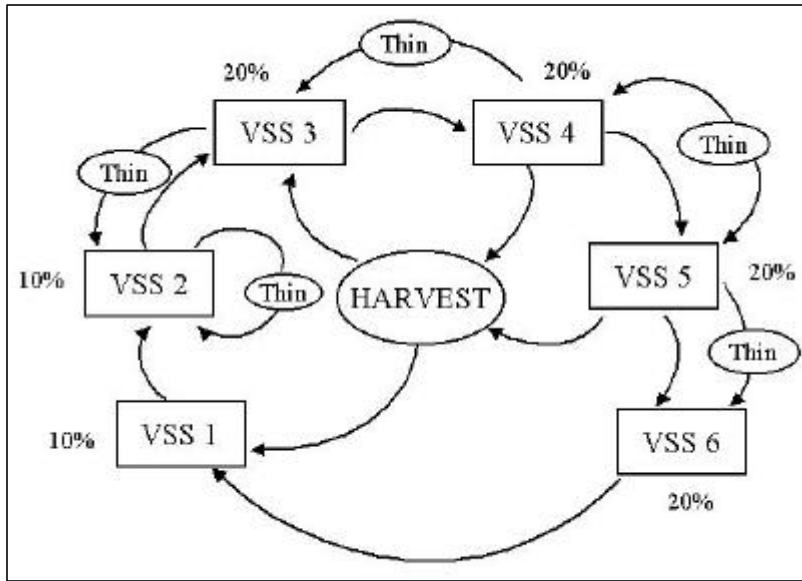 Thin
20%
20%
VSS 3
VSS 4
Thin
Thin
10%
VSS 2
Thin
HARVEST
VSS 5
20%
Thin
10%
VSS 1
VSS 6
20%